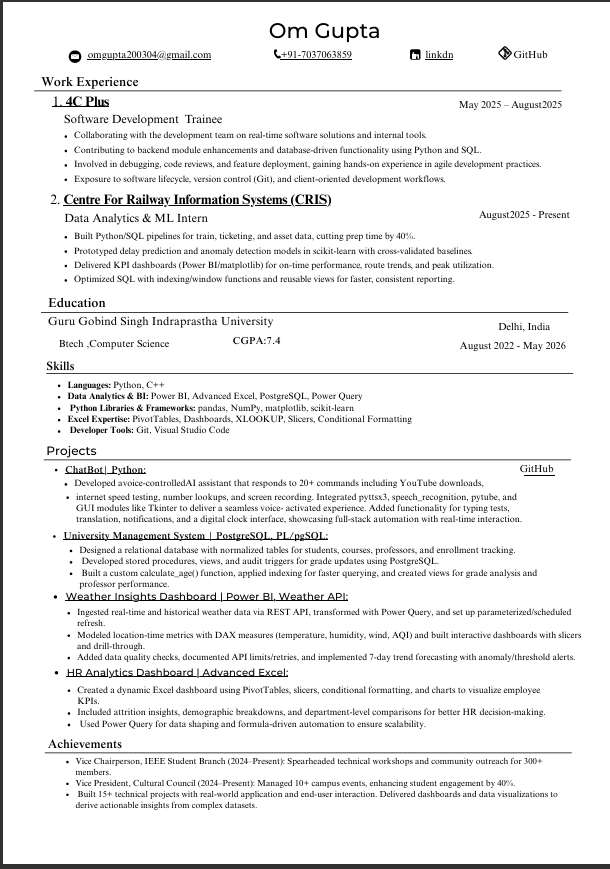 Om Gupta
omgupta200304@gmail.com +91-7037063859 linkdn GitHub
Work Experience
1. 4C Plus
May 2025 – August2025
Software Development Trainee
• Collaborating with the development team on real-time software solutions and internal tools.
• Contributing to backend module enhancements and database-driven functionality using Python and SQL.
• Involved in debugging, code reviews, and feature deployment, gaining hands-on experience in agile development practices.
• Exposure to software lifecycle, version control (Git), and client-oriented development workflows.
2. Centre For Railway Information Systems (CRIS)
August2025 - Present
Data Analytics & ML Intern
• Built Python/SQL pipelines for train, ticketing, and asset data, cutting prep time by 40%.
• Prototyped delay prediction and anomaly detection models in scikit-learn with cross-validated baselines.
• Delivered KPI dashboards (Power BI/matplotlib) for on-time performance, route trends, and peak utilization.
• Optimized SQL with indexing/window functions and reusable views for faster, consistent reporting.
Education
Guru Gobind Singh Indraprastha University
Delhi, India
Btech ,Computer Science CGPA:7.4
August 2022 - May 2026
Skills
• Languages: Python, C++
• Data Analytics & BI: Power BI, Advanced Excel, PostgreSQL, Power Query
• Python Libraries & Frameworks: pandas, NumPy, matplotlib, scikit-learn
• Excel Expertise: PivotTables, Dashboards, XLOOKUP, Slicers, Conditional Formatting
• Developer Tools: Git, Visual Studio Code
Projects
• ChatBot| Python:
GitHub
• Developed avoice-controlledAI assistant that responds to 20+ commands including YouTube downloads,
• internet speed testing, number lookups, and screen recording. Integrated pyttsx3, speech_recognition, pytube, and
GUI modules like Tkinter to deliver a seamless voice- activated experience. Added functionality for typing tests,
translation, notifications, and a digital clock interface, showcasing full-stack automation with real-time interaction.
• University Management System | PostgreSQL, PL/pgSQL:
• Designed a relational database with normalized tables for students, courses, professors, and enrollment tracking.
• Developed stored procedures, views, and audit triggers for grade updates using PostgreSQL.
• Built a custom calculate_age() function, applied indexing for faster querying, and created views for grade analysis and
professor performance.
• Weather Insights Dashboard | Power BI, Weather API:
• Ingested real-time and historical weather data via REST API, transformed with Power Query, and set up parameterized/scheduled
refresh.
• Modeled location-time metrics with DAX measures (temperature, humidity, wind, AQI) and built interactive dashboards with slicers
and drill-through.
• Added data quality checks, documented API limits/retries, and implemented 7-day trend forecasting with anomaly/threshold alerts.
• HR Analytics Dashboard | Advanced Excel:
• Created a dynamic Excel dashboard using PivotTables, slicers, conditional formatting, and charts to visualize employee
KPIs.
• Included attrition insights, demographic breakdowns, and department-level comparisons for better HR decision-making.
• Used Power Query for data shaping and formula-driven automation to ensure scalability.
Achievements
• Vice Chairperson, IEEE Student Branch (2024–Present): Spearheaded technical workshops and community outreach for 300+
members.
• Vice President, Cultural Council (2024–Present): Managed 10+ campus events, enhancing student engagement by 40%.
• Built 15+ technical projects with real-world application and end-user interaction. Delivered dashboards and data visualizations to
derive actionable insights from complex datasets.